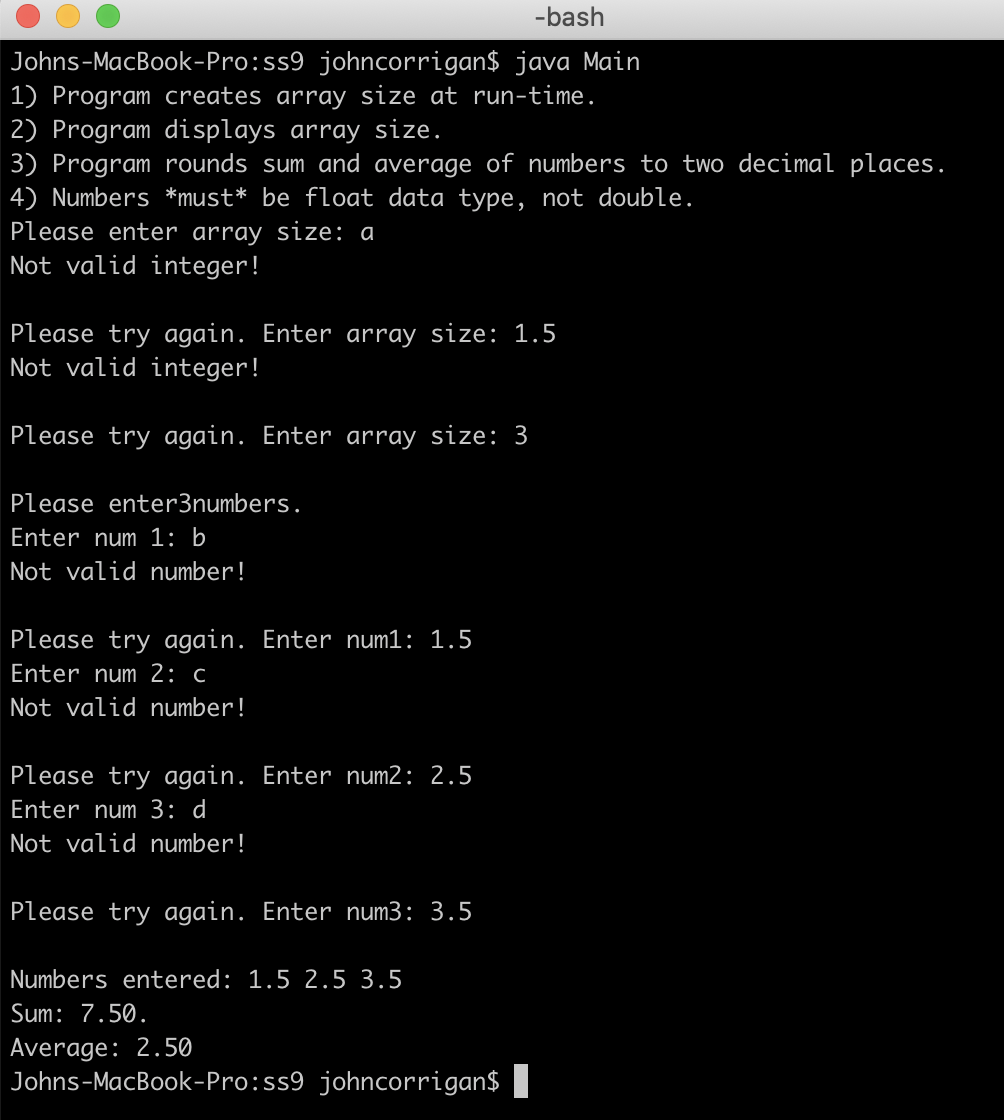 -bash
Johns-MacBook-Pro:ss9 johncorrigan$ java Main
1) Program creates array size at run-time.
2) Program displays array size.
3) Program rounds sum and average of numbers to two decimal places.
4) Numbers *must* be float data type, not double.
Please enter array size: a
Not valid integer!
Please try again. Enter array size: 1.5
Not valid integer!
Please try again. Enter array size: 3
Please enter3numbers.
Enter num 1: b
Not valid number!
Please try again. Enter num1: 1.5
Enter num 2: c
Not valid number!
Please try again. Enter num2: 2.5
Enter num 3: d
Not valid number!
Please try again. Enter num3: 3.5
Numbers entered: 1.5 2.5 3.5
Sum: 7.50.
Average: 2.50
Johns-MacBook-Pro:ss9 johncorrigan$